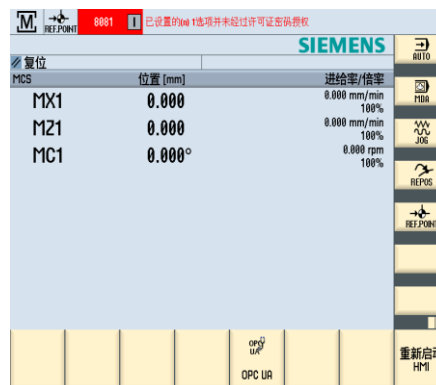 M REF.POINT 8081 已设置的(n) 1选项并未经过许可证密码授权
SIEMENS
复位
MCS 位置 [mm] 进给率/倍率
MX1 0.000 0.000 mm/min
100%
MZ1 0.000 0.000 mm/min
100%
MC1 0.000° 0.000 rpm
100%
AUTO
MDA
JOG
REPOS
REF.POINT
OPC UA
OPC UA
重新启动
HMI